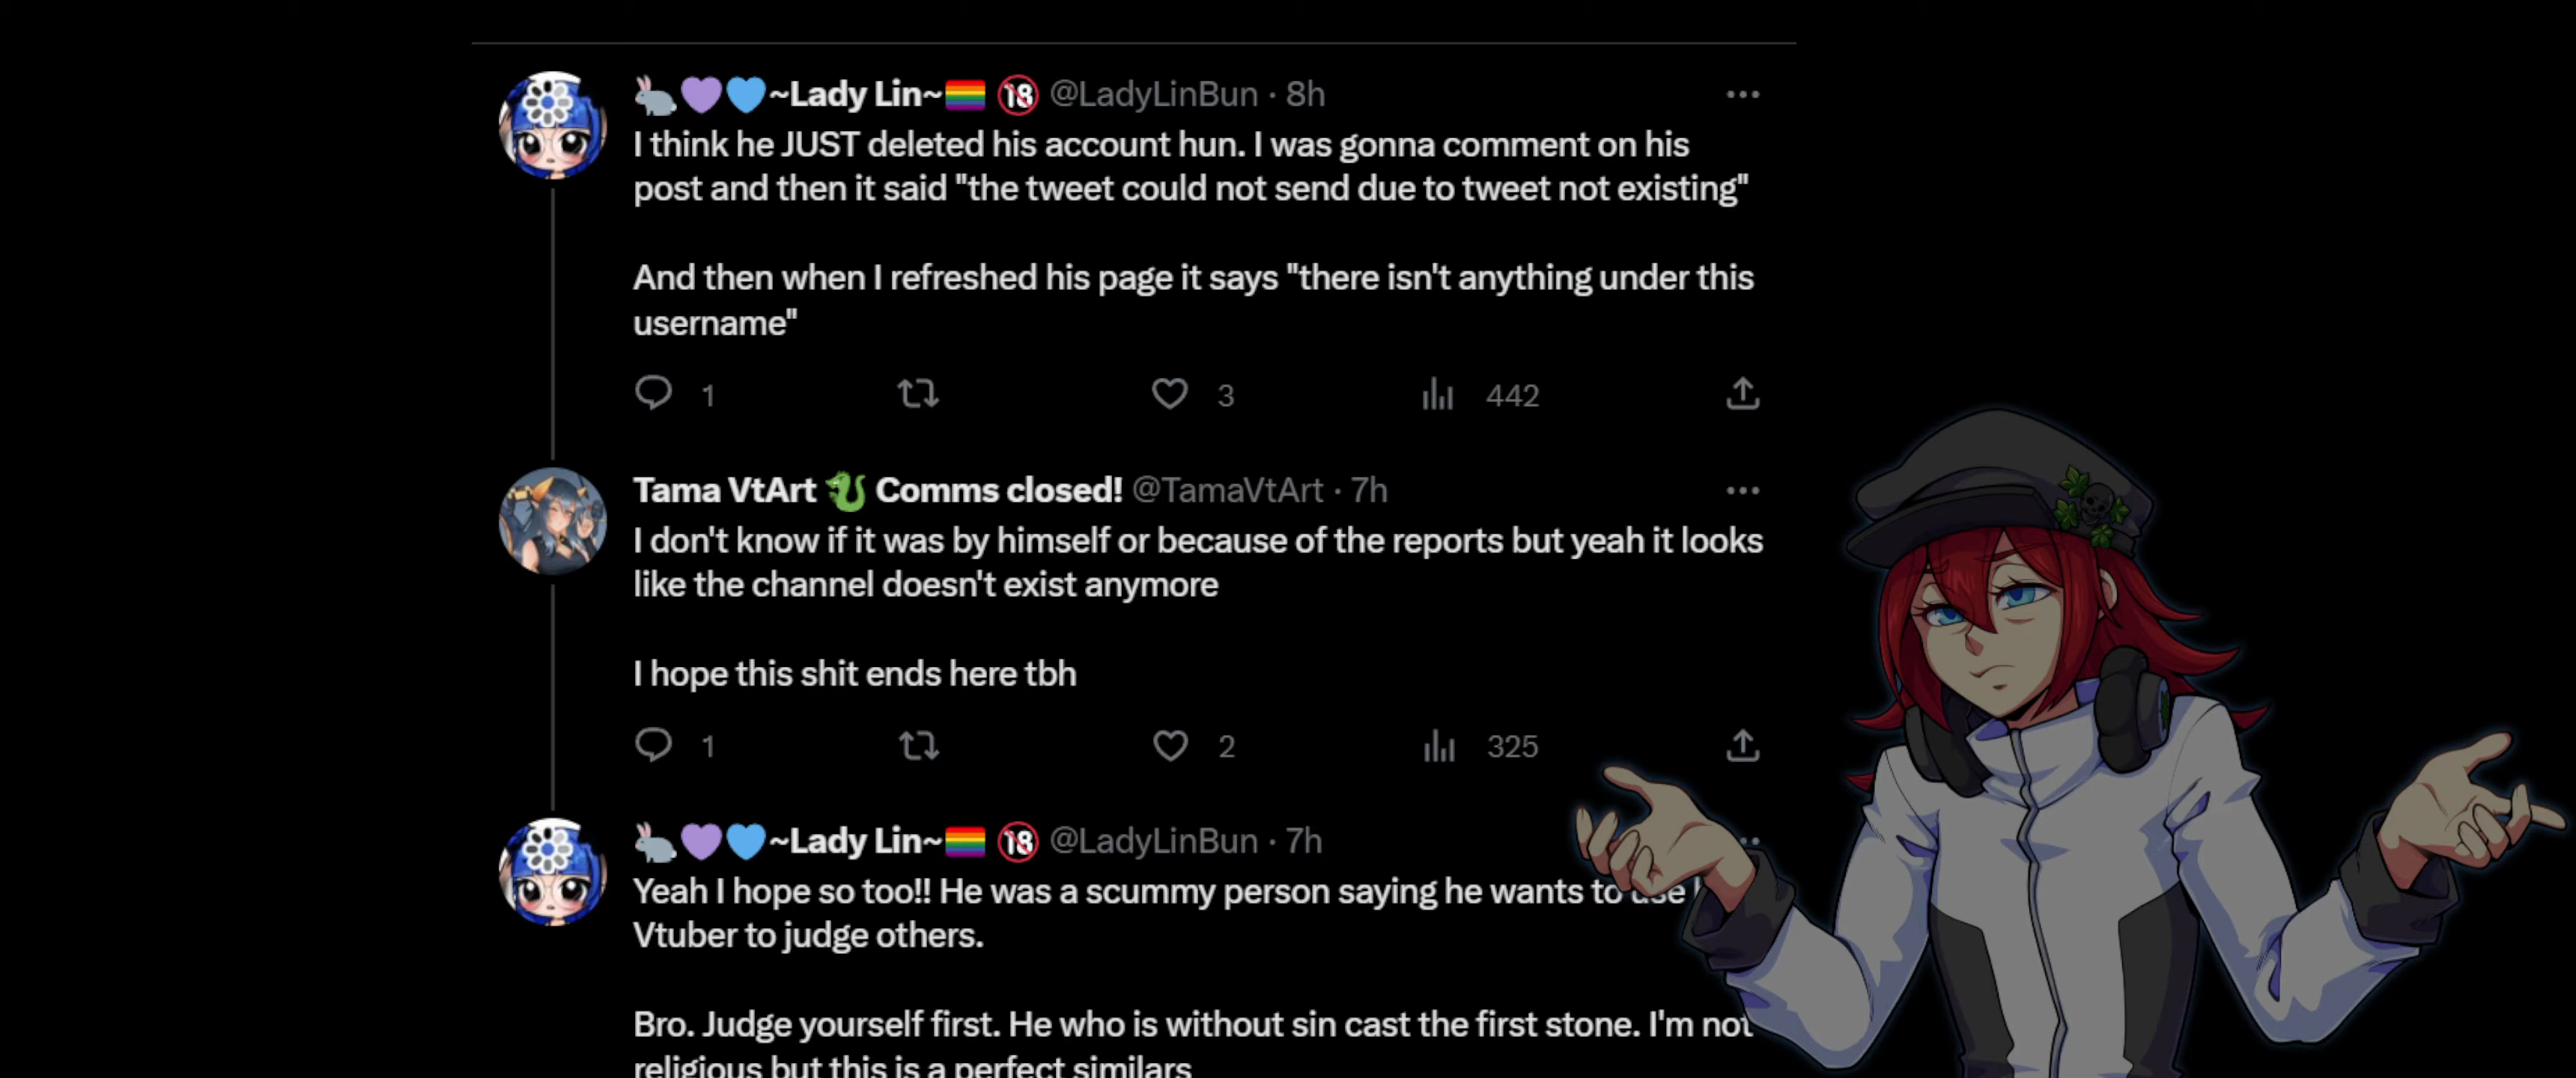 🐇💜💙~Lady Lin~🏳️‍🌈 🔞 @LadyLinBun · 8h
I think he JUST deleted his account hun. I was gonna comment on his
post and then it said "the tweet could not send due to tweet not existing"
And then when I refreshed his page it says "there isn't anything under this
username"
1 3 442
Tama VtArt 🐉 Comms closed! @TamaVtArt · 7h
I don't know if it was by himself or because of the reports but yeah it looks
like the channel doesn't exist anymore
I hope this shit ends here tbh
1 2 325
🐇💜💙~Lady Lin~🏳️‍🌈 🔞 @LadyLinBun · 7h
Yeah I hope so too!! He was a scummy person saying he wants to use
Vtuber to judge others.
Bro. Judge yourself first. He who is without sin cast the first stone. I'm not
religious but this is a perfect similars